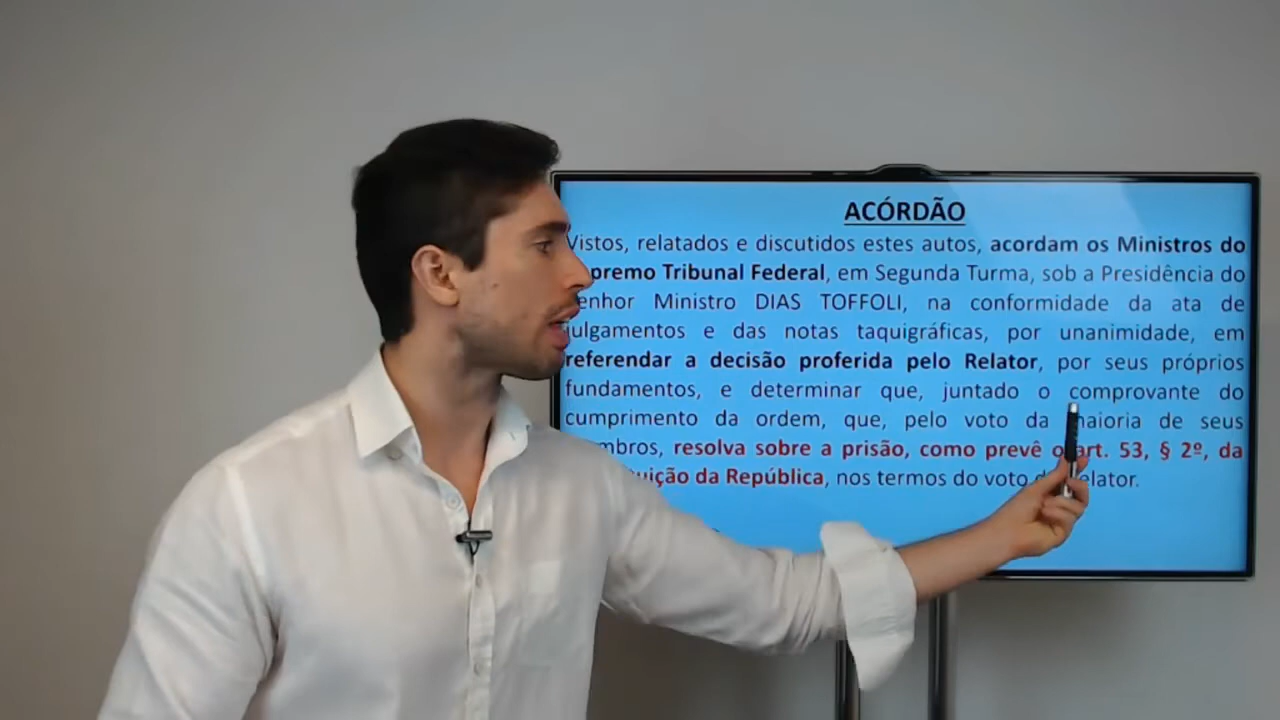 ACÓRDÃO
Vistos, relatados e discutidos estes autos, acordam os Ministros do
premo Tribunal Federal, em Segunda Turma, sob a Presidência do
enhor Ministro DIAS TOFFOLI, na conformidade da ata de
julgamentos e das notas taquigráficas, por unanimidade, em
referendar a decisão proferida pelo Relator, por seus próprios
fundamentos, e determinar que, juntado o comprovante do
cumprimento da ordem, que, pelo voto da maioria de seus
mbros, resolva sobre a prisão, como prevê o art. 53, § 2º, da
uição da República, nos termos do voto do Relator.